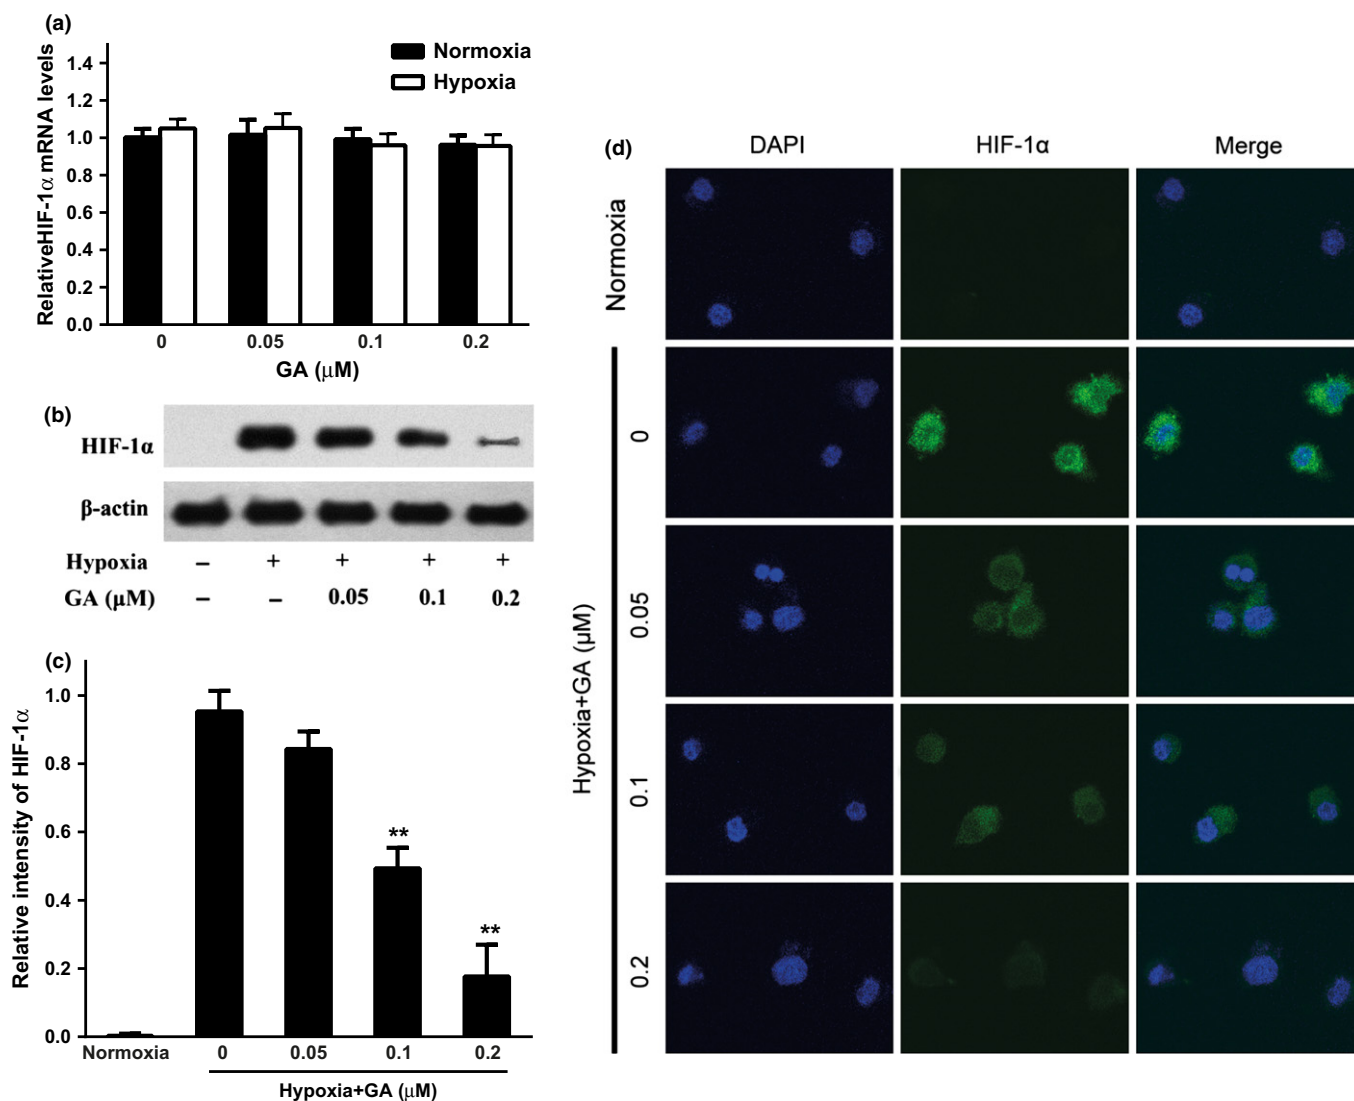 (a)
RelativeHIF-1α mRNA levels
1.4
1.2
1.0
0.8
0.6
0.4
0.2
0.0
Normoxia
Hypoxia
0 0.05 0.1 0.2
GA (μM)
(b)
HIF-1α
β-actin
Hypoxia – + + + +
GA (μM) – – 0.05 0.1 0.2
(c)
Relative intensity of HIF-1α
1.0
0.8
0.6
0.4
0.2
0.0
**
**
Normoxia 0 0.05 0.1 0.2
Hypoxia+GA (μM)
(d)
DAPI HIF-1α Merge
Normoxia
Hypoxia+GA (μM)
0
0.05
0.1
0.2